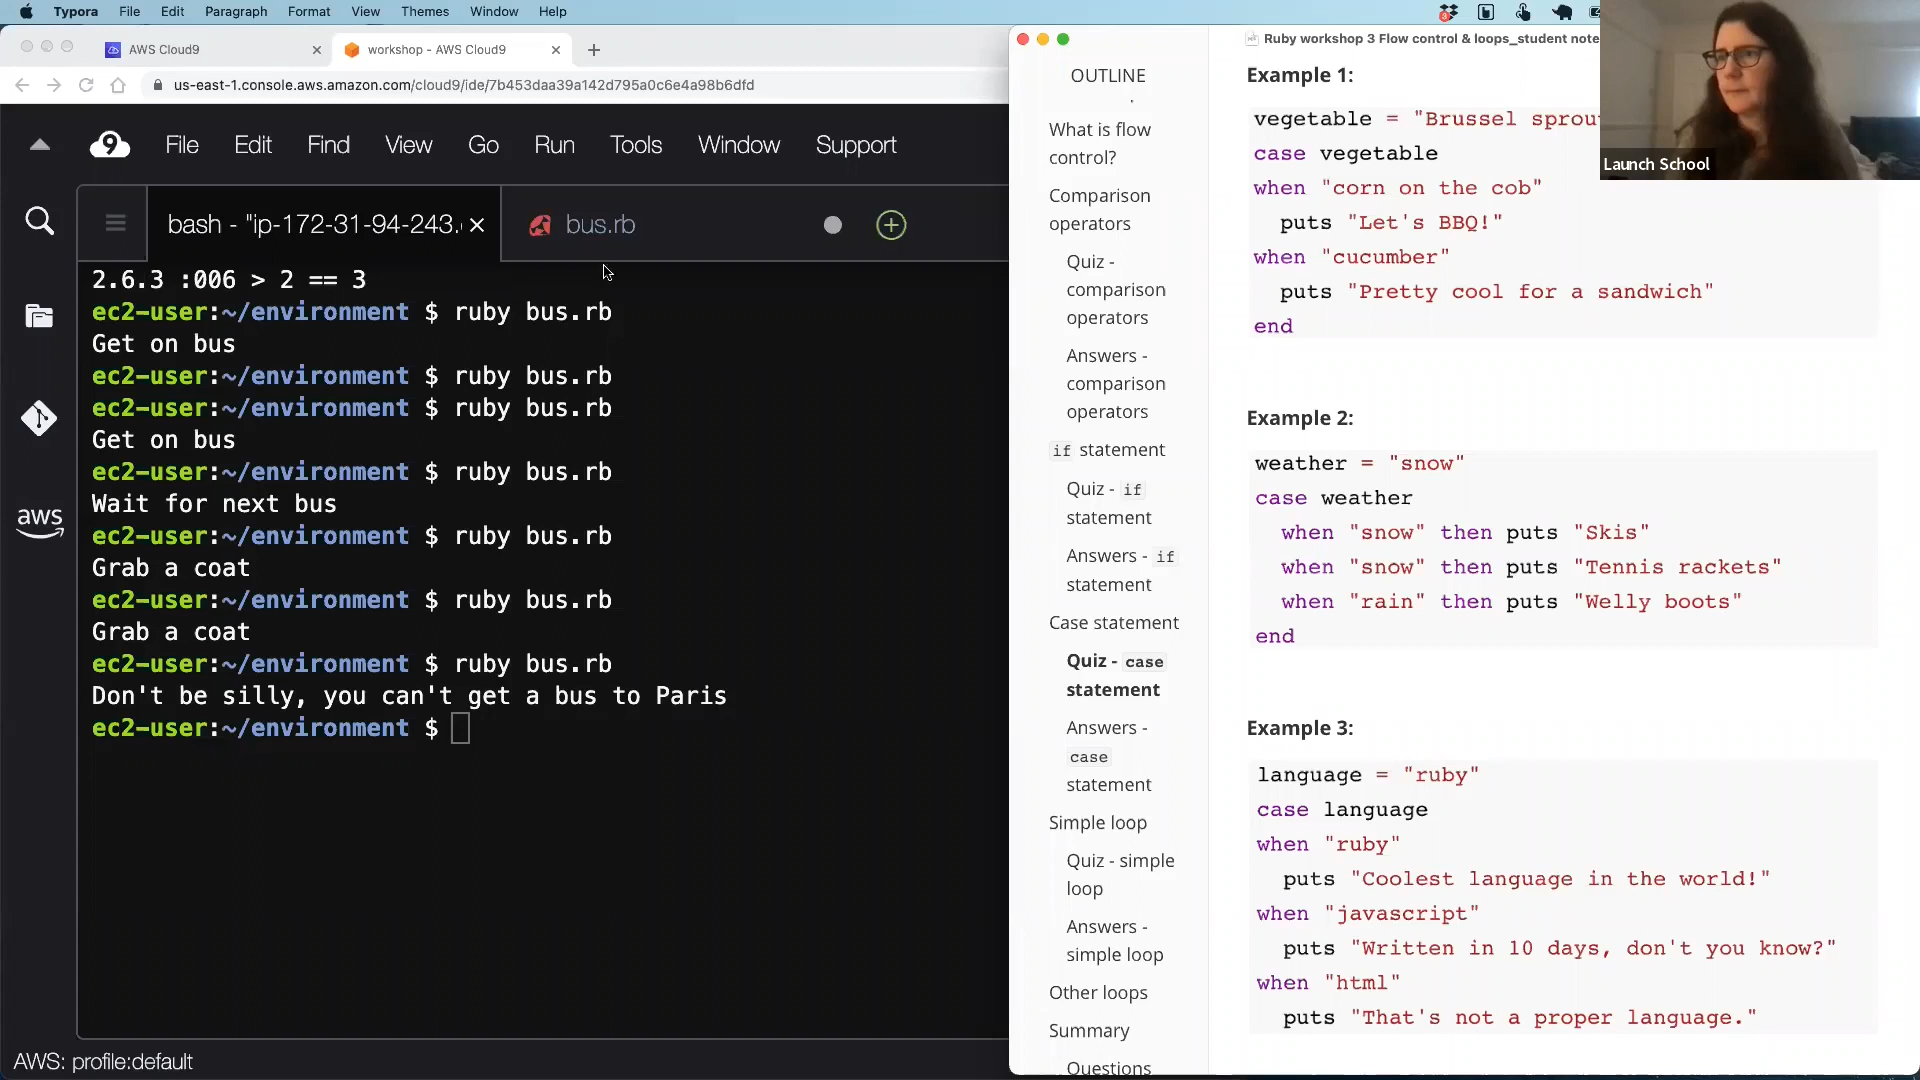 Typora File Edit Paragraph Format View Themes Window Help
3
AWS Cloud9
workshop - AWS Cloud9
us-east-1.console.aws.amazon.com/cloud9/ide/7b453daa39a142d795a0c6e4a98b6dfd
9 File Edit Find View Go Run Tools Window Support
bash - "ip-172-31-94-243.
bus.rb
2.6.3 :006 > 2 == 3
ec2-user:~/environment $ ruby bus.rb
Get on bus
ec2-user:~/environment $ ruby bus.rb
ec2-user:~/environment $ ruby bus.rb
Get on bus
ec2-user:~/environment $ ruby bus.rb
Wait for next bus
ec2-user:~/environment $ ruby bus.rb
Grab a coat
ec2-user:~/environment $ ruby bus.rb
Grab a coat
ec2-user:~/environment $ ruby bus.rb
Don't be silly, you can't get a bus to Paris
ec2-user:~/environment $
aws
AWS: profile:default
Ruby workshop 3 Flow control & loops_student note
OUTLINE
What is flow
control?
Comparison
operators
Quiz -
comparison
operators
Answers -
comparison
operators
if statement
Quiz - if
statement
Answers - if
statement
Case statement
Quiz - case
statement
Answers -
case
statement
Simple loop
Quiz - simple
loop
Answers -
simple loop
Other loops
Summary
Questions
Example 1:
vegetable = "Brussel sprou
case vegetable
when "corn on the cob"
puts "Let's BBQ!"
when "cucumber"
puts "Pretty cool for a sandwich"
end
Example 2:
weather = "snow"
case weather
when "snow" then puts "Skis"
when "snow" then puts "Tennis rackets"
when "rain" then puts "Welly boots"
end
Example 3:
language = "ruby"
case language
when "ruby"
puts "Coolest language in the world!"
when "javascript"
puts "Written in 10 days, don't you know?"
when "html"
puts "That's not a proper language."
Launch School